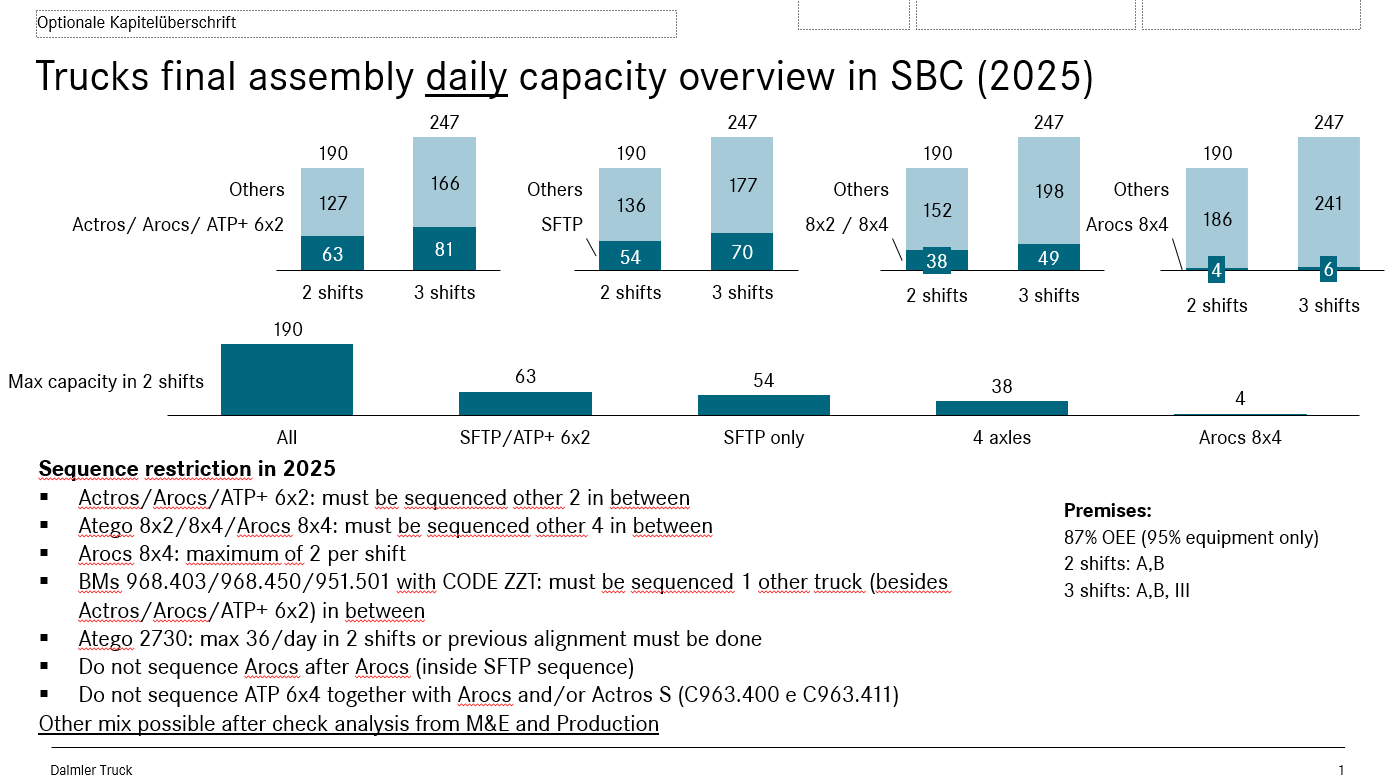 Optionale Kapitelüberschrift
Trucks final assembly daily capacity overview in SBC (2025)
247 247 247 247
190 190 190 190
Others 127 166 Others 136 177 Others 152 198 Others 186 241
Actros/ Arocs/ ATP+ 6x2 63 81 SFTP 54 70 8x2 / 8x4 38 49 Arocs 8x4 4 6
2 shifts 3 shifts 2 shifts 3 shifts 2 shifts 3 shifts 2 shifts 3 shifts
190 63 54 38 4
Max capacity in 2 shifts
All SFTP/ATP+ 6x2 SFTP only 4 axles Arocs 8x4
Sequence restriction in 2025
▪ Actros/Arocs/ATP+ 6x2: must be sequenced other 2 in between
▪ Atego 8x2/8x4/Arocs 8x4: must be sequenced other 4 in between
▪ Arocs 8x4: maximum of 2 per shift
▪ BMs 968.403/968.450/951.501 with CODE ZZT: must be sequenced 1 other truck (besides
Actros/Arocs/ATP+ 6x2) in between
▪ Atego 2730: max 36/day in 2 shifts or previous alignment must be done
▪ Do not sequence Arocs after Arocs (inside SFTP sequence)
▪ Do not sequence ATP 6x4 together with Arocs and/or Actros S (C963.400 e C963.411)
Other mix possible after check analysis from M&E and Production
Premises:
87% OEE (95% equipment only)
2 shifts: A,B
3 shifts: A,B, III
Daimler Truck
1